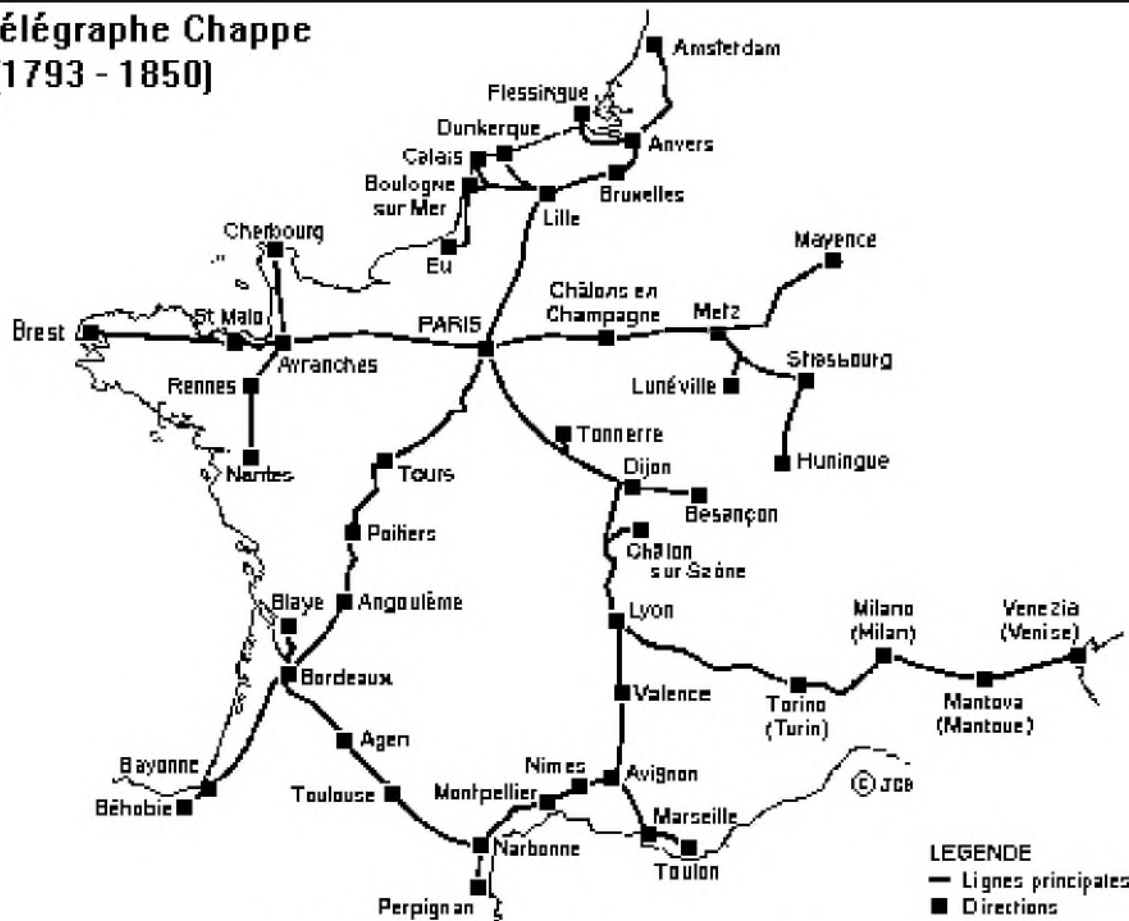 élégraphe Chappe
(1793 - 1850)
Amsterdam
Flessingue
Dunkerque
Anvers
Calais
Boulogne
sur Mer
Bruxelles
Lille
Cherbourg
Eu
Mayence
Châlons en
Champagne
Metz
St Malo
PARIS
Brest
Avranches
Strasbourg
Rennes
Lunéville
Tonnerre
Nantes
Tours
Dijon
Huningue
Besançon
Poitiers
Châlon
sur Saône
Blaye
Angoulême
Lyon
Milano
(Milan)
Venezia
(Venise)
Bordeaux
Valence
Torino
(Turin)
Mantova
(Mantoue)
Agen
Bayonne
Béhobie
Toulouse
Nimes
Avignon
Montpellier
© JCB
Marseille
Narbonne
Toulon
Perpignan
LEGENDE
Lignes principales
Directions